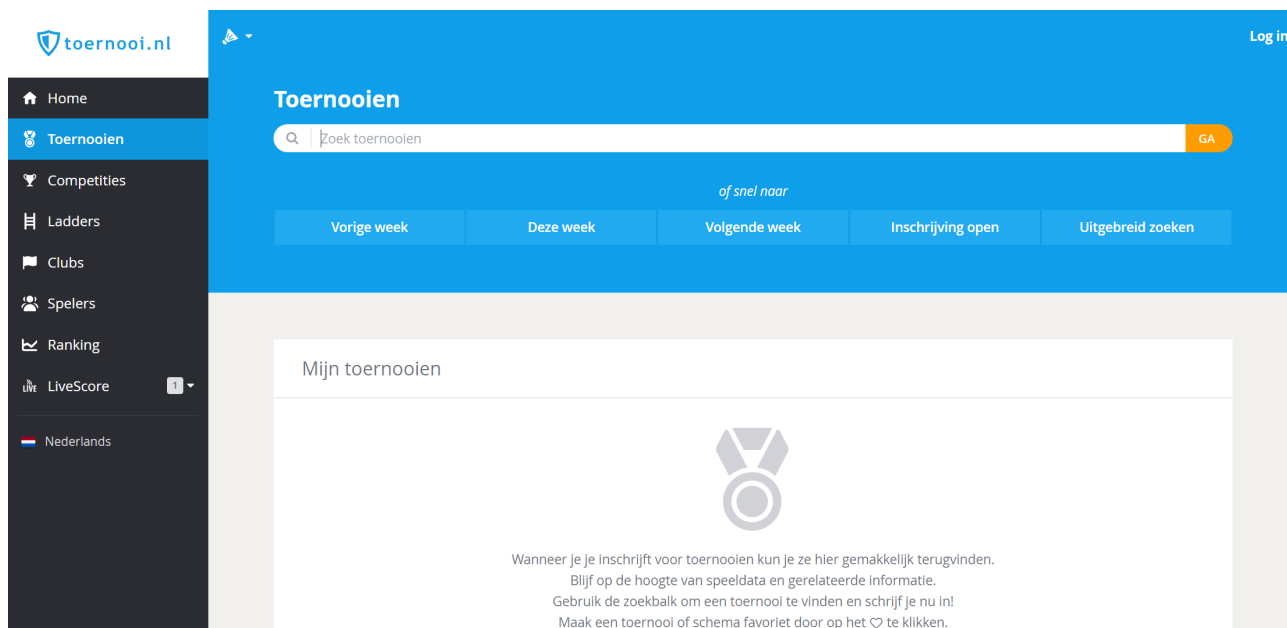 toernooi.nl
Log in
Home
Toernooien
Competities
Ladders
Clubs
Spelers
Ranking
LIVE LiveScore 1
Nederlands
Toernooien
Zoek toernooien GA
of snel naar
Vorige week Deze week Volgende week Inschrijving open Uitgebreid zoeken
Mijn toernooien
Wanneer je je inschrijft voor toernooien kun je ze hier gemakkelijk terugvinden.
Blijf op de hoogte van speeldata en gerelateerde informatie.
Gebruik de zoekbalk om een toernooi te vinden en schrijf je nu in!
Maak een toernooi of schema favoriet door op het ♡ te klikken.